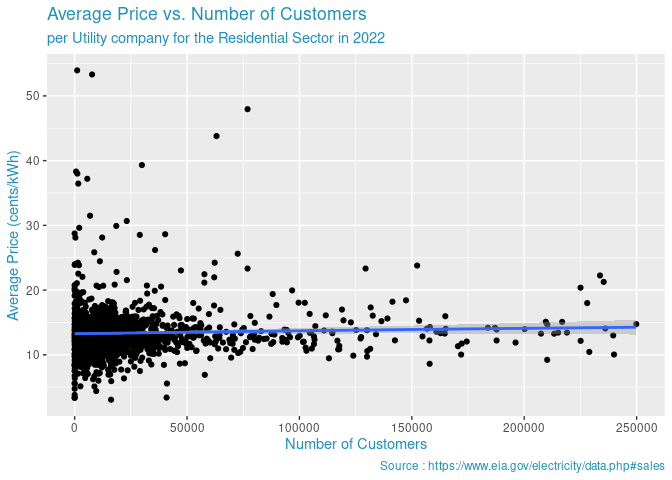 Average Price vs. Number of Customers
per Utility company for the Residential Sector in 2022
50
40
30
20
10
Average Price (cents/kWh)
0
50000
100000
150000
200000
250000
Number of Customers
Source : https://www.eia.gov/electricity/data.php#sales